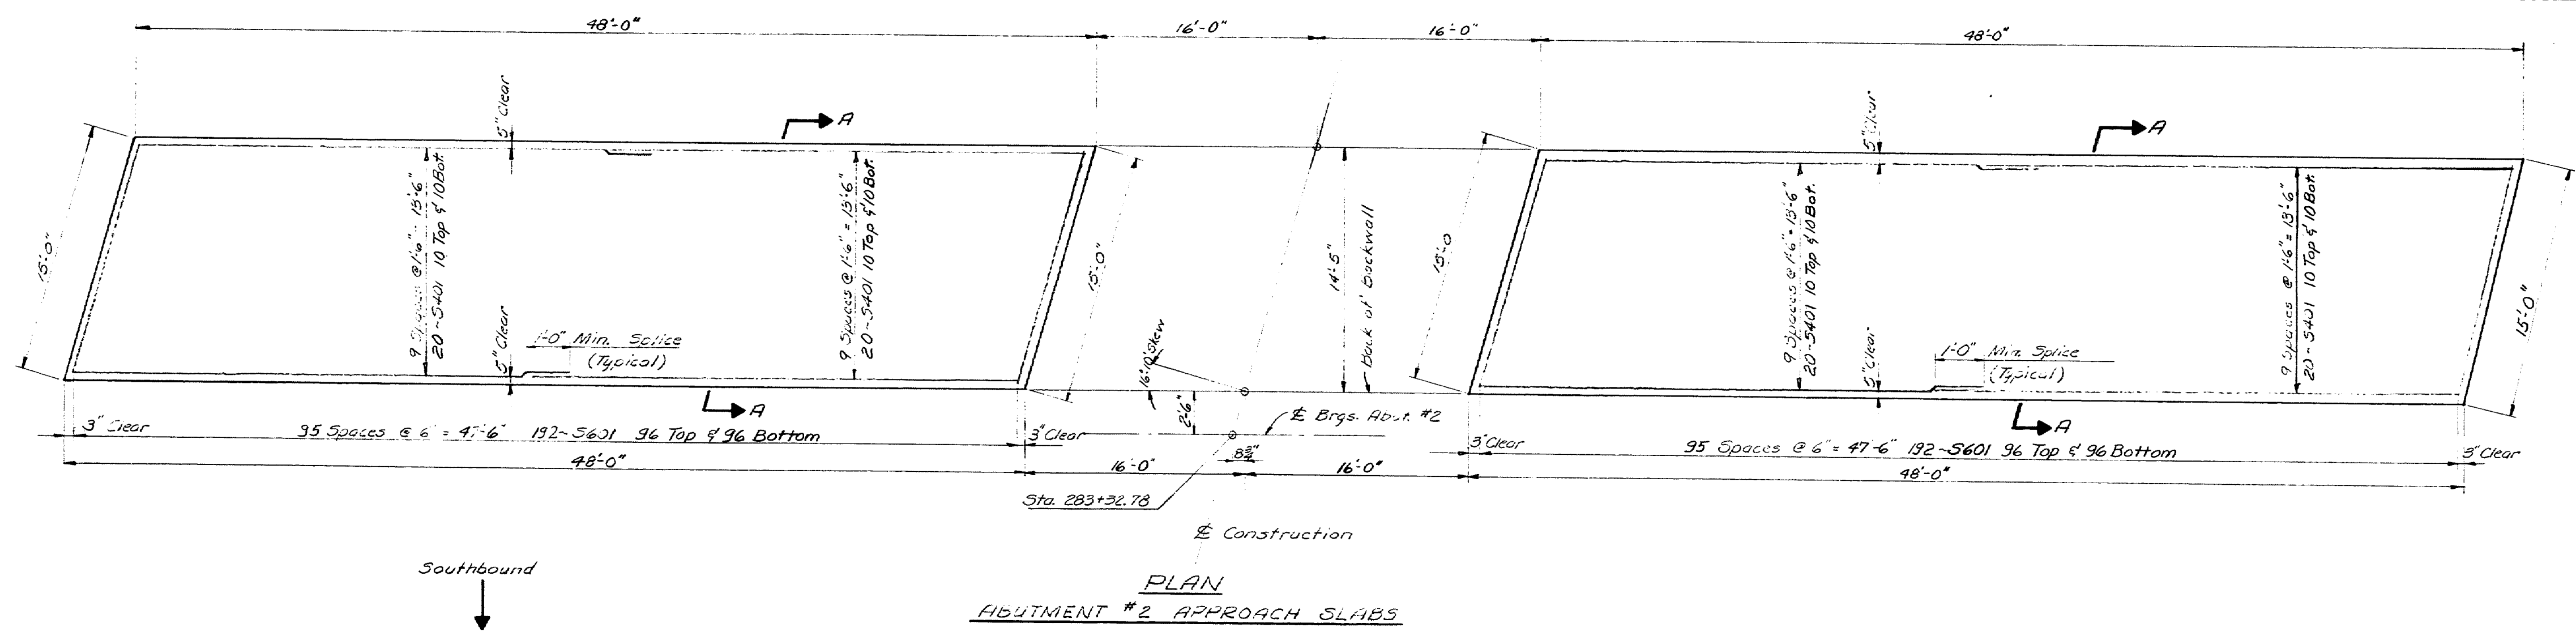 48'-0"
16'-0"
16'-0"
48'-0"
5" Clear
A
5" Clear
A
15'-0"
9 Spaces @ 1'-6" = 13'-6"
20~S401 10 Top & 10 Bot.
9 Spaces @ 1'-6" = 13'-6"
20~S401 10 Top & 10 Bot.
15'-0"
14'-5"
Back of backwall
15'-0
9 Spaces @ 1'-6" = 13'-6"
20~S401 10 Top & 10 Bot.
9 Spaces @ 1'-6" = 13'-6"
20~S401 10 Top & 10 Bot.
15'-0"
5" Clear
1'-0" Min. Splice
(Typical)
16°10' Skew
5" Clear
1'-0" Min. Splice
(Typical)
A
2'-6"
℄ Brgs. Abut. #2
A
3" Clear
95 Spaces @ 6" = 47'-6" 192~S601 96 Top & 96 Bottom
3" Clear
8¾"
3" Clear
95 Spaces @ 6" = 47'-6" 192~S601 96 Top & 96 Bottom
3" Clear
48'-0"
16'-0"
16'-0"
48'-0"
Sta. 283+32.78
℄ Construction
Southbound
PLAN
ABUTMENT #2 APPROACH SLABS